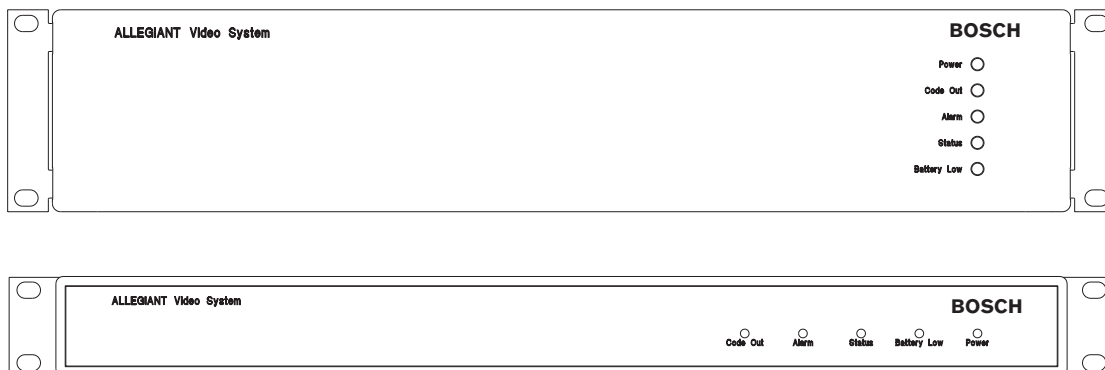 ALLEGIANT Video System
BOSCH
Power
Code Out
Alarm
Status
Battery Low
ALLEGIANT Video System
BOSCH
Code Out Alarm Status Battery Low Power